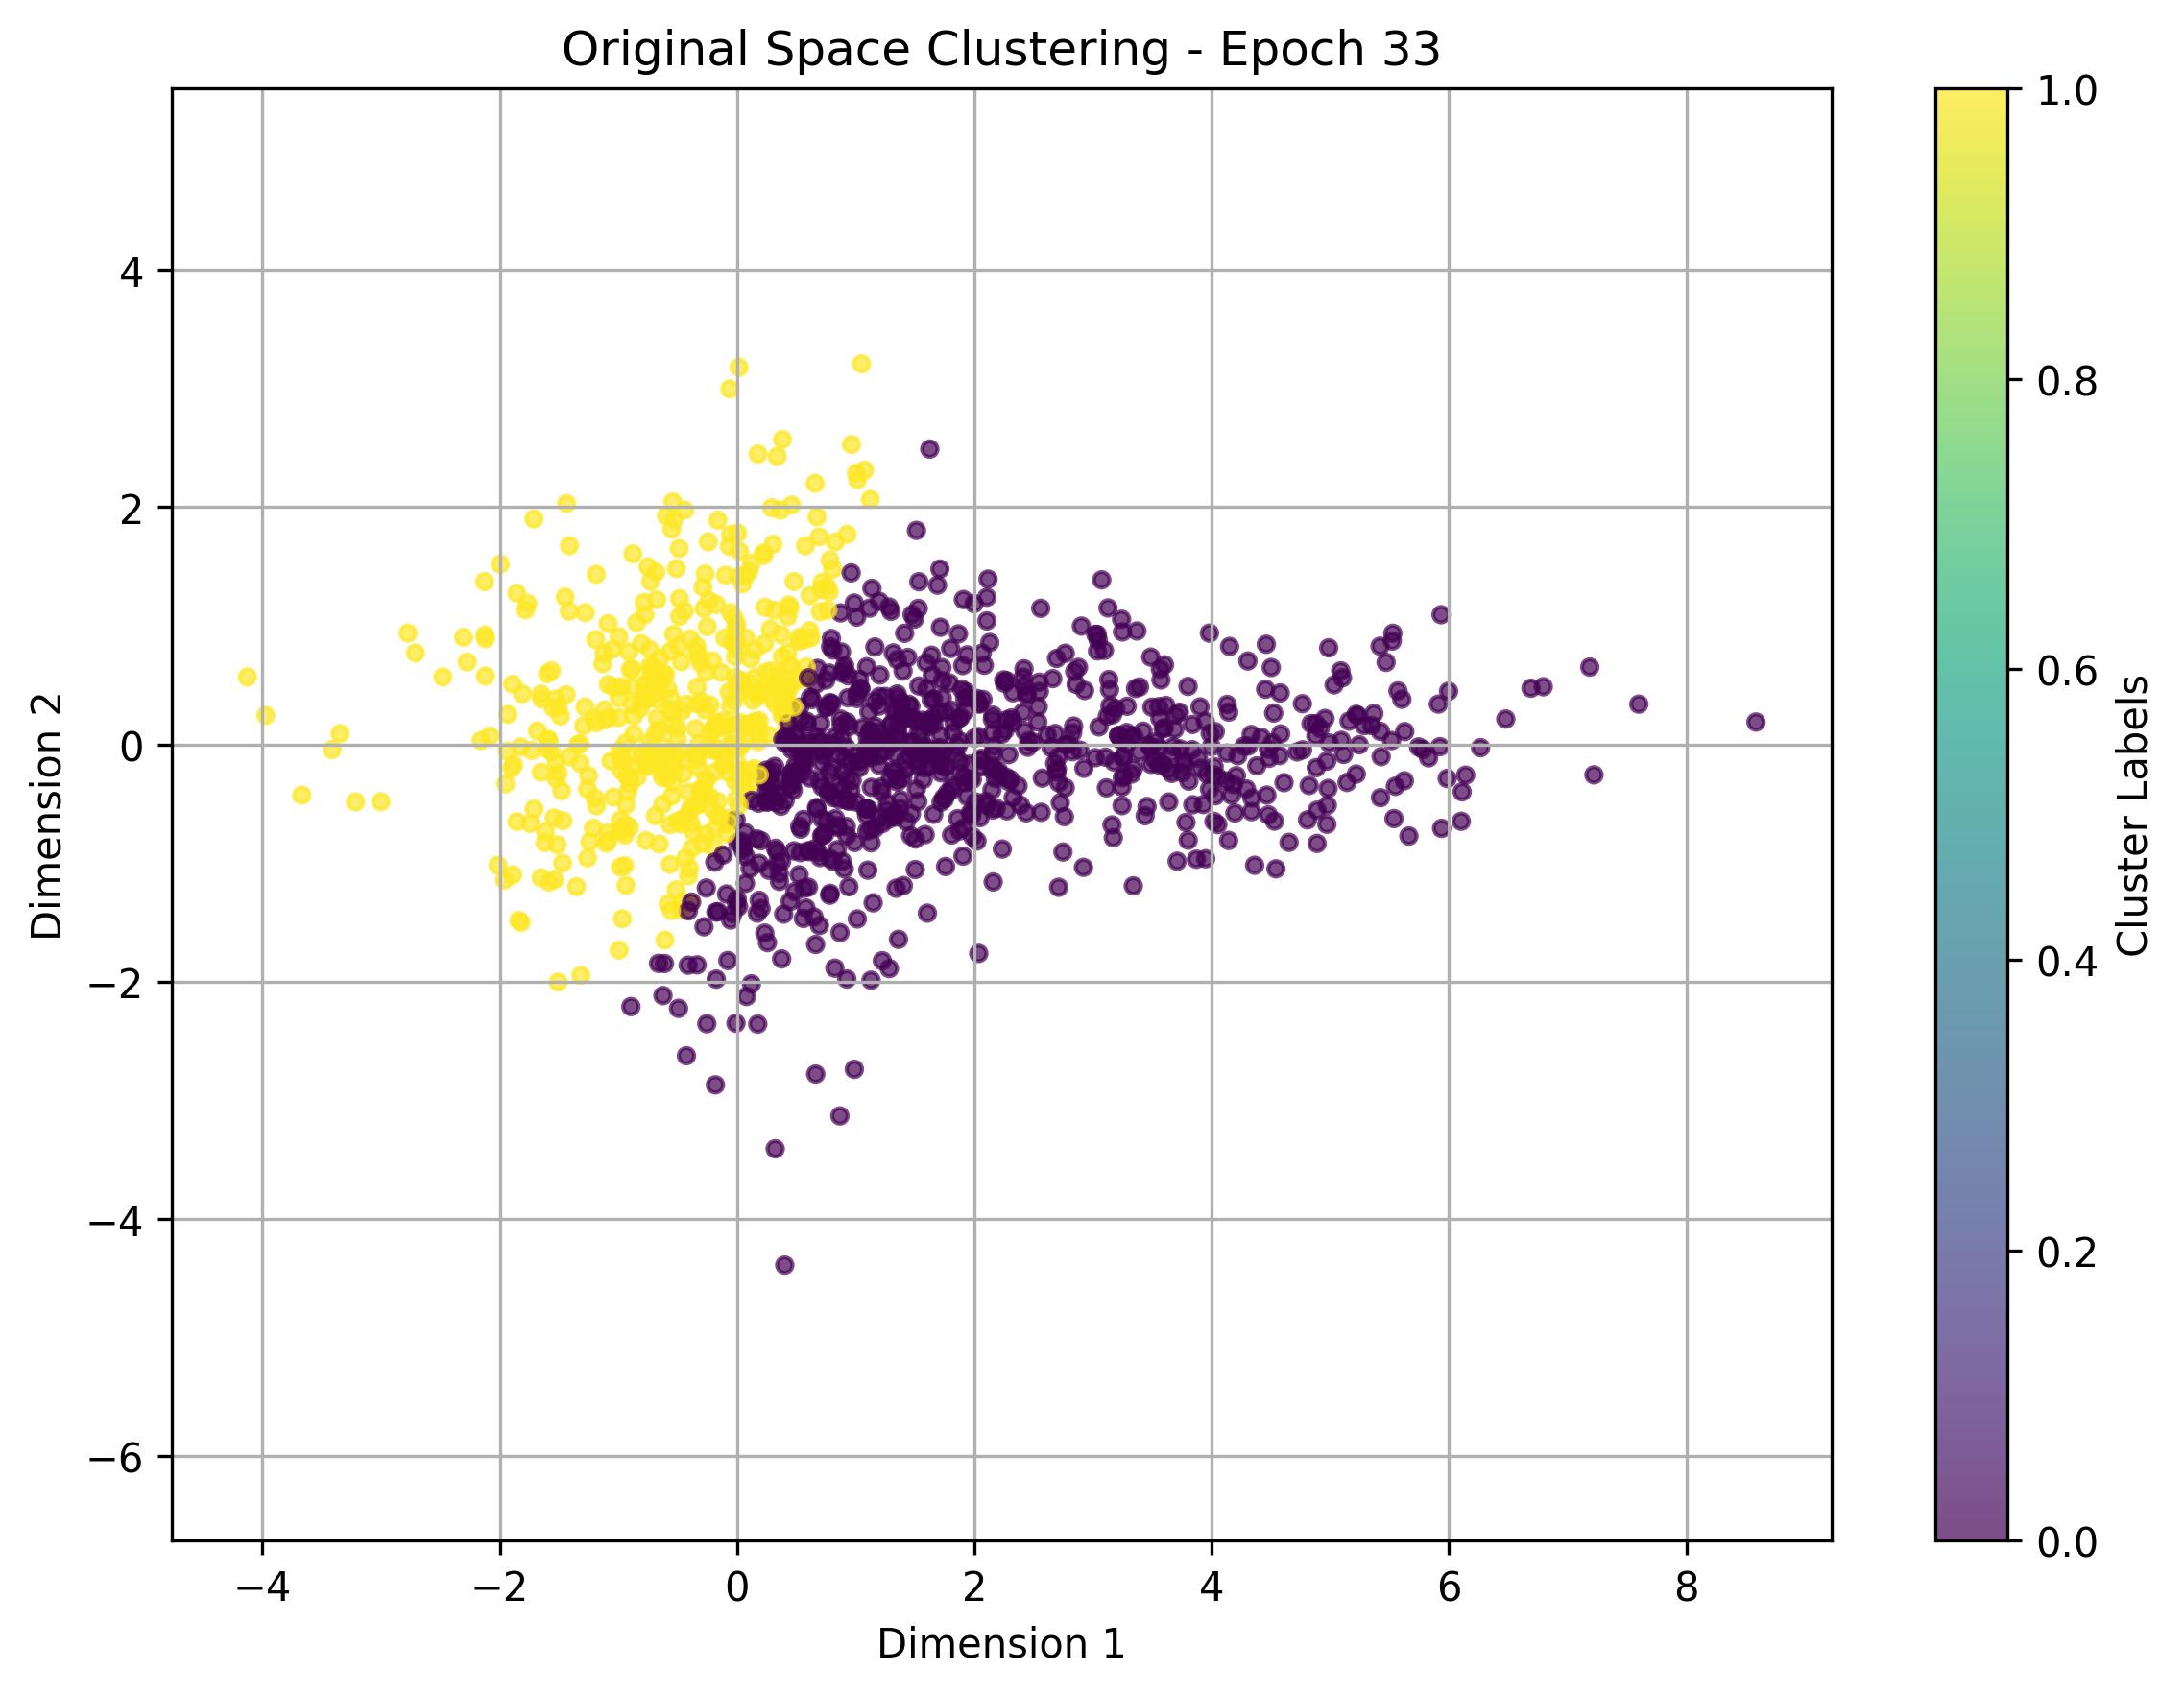 Original Space Clustering - Epoch 33
1.0
0.8
0.6
0.4
0.2
0.0
Cluster Labels
4
2
0
−2
−4
−6
Dimension 2
−4 −2 0 2 4 6 8
Dimension 1